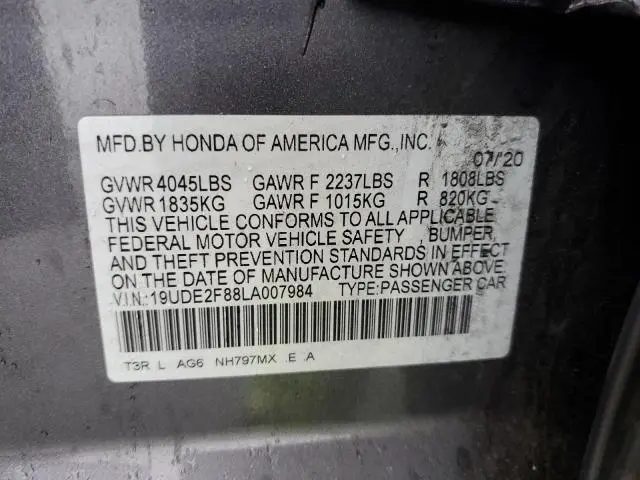 MFD.BY HONDA OF AMERICA MFG.,INC.
07/20
GVWR 4045LBS GAWR F 2237LBS R 1808LBS
GVWR 1835KG GAWR F 1015KG R 820KG
THIS VEHICLE CONFORMS TO ALL APPLICABLE
FEDERAL MOTOR VEHICLE SAFETY , BUMPER,
AND THEFT PREVENTION STANDARDS IN EFFECT
ON THE DATE OF MANUFACTURE SHOWN ABOVE.
V.I.N.:19UDE2F88LA007984 TYPE:PASSENGER CAR
T3R L AG6 NH797MX .E .A